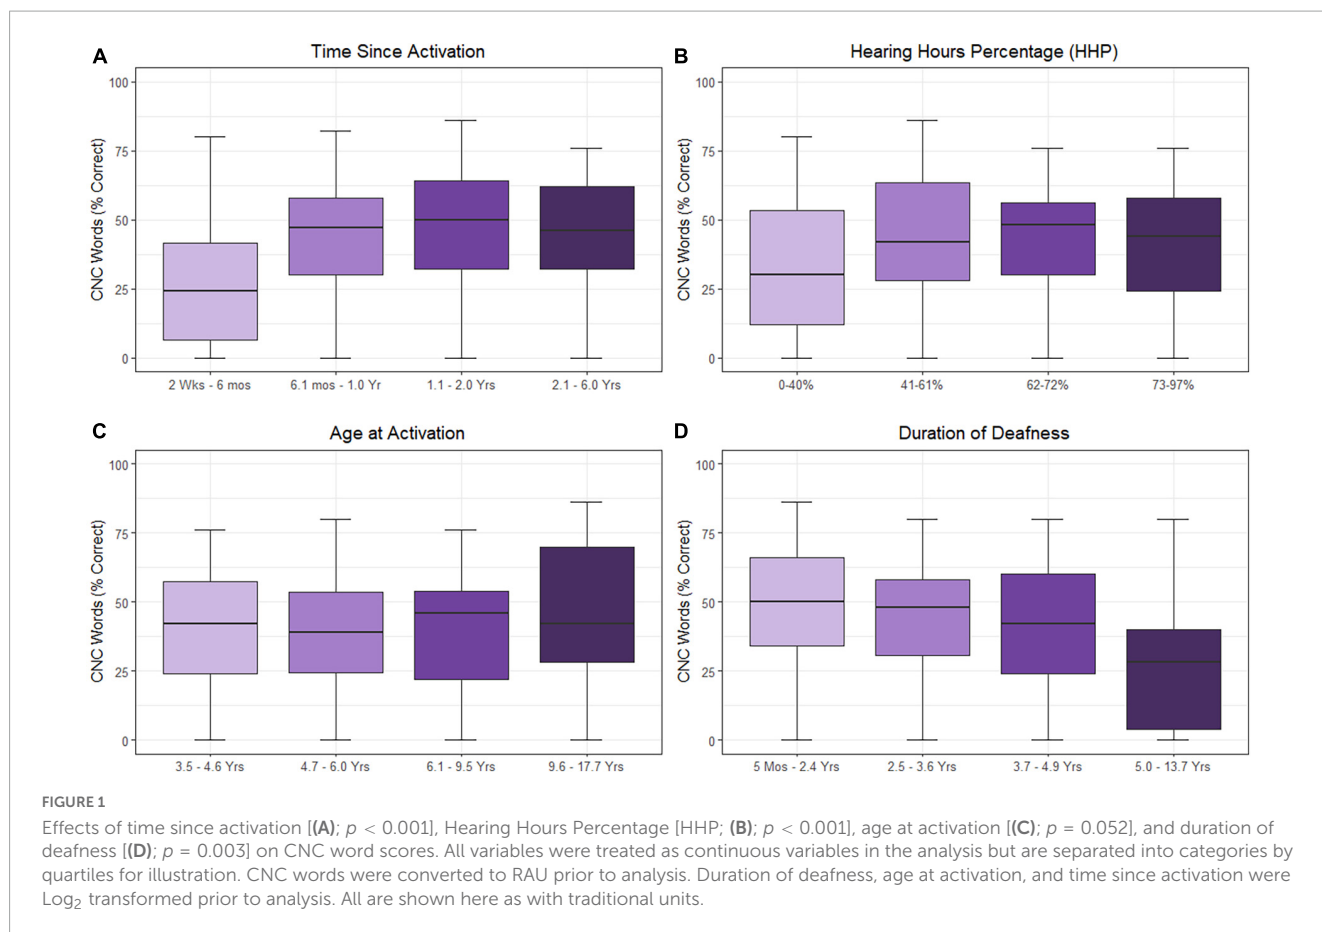 A
Time Since Activation
CNC Words (% Correct)
100
75
50
25
0
2 Wks - 6 mos
6.1 mos - 1.0 Yr
1.1 - 2.0 Yrs
2.1 - 6.0 Yrs
B
Hearing Hours Percentage (HHP)
CNC Words (% Correct)
100
75
50
25
0
0-40%
41-61%
62-72%
73-97%
C
Age at Activation
CNC Words (% Correct)
100
75
50
25
0
3.5 - 4.6 Yrs
4.7 - 6.0 Yrs
6.1 - 9.5 Yrs
9.6 - 17.7 Yrs
D
Duration of Deafness
CNC Words (% Correct)
100
75
50
25
0
5 Mos - 2.4 Yrs
2.5 - 3.6 Yrs
3.7 - 4.9 Yrs
5.0 - 13.7 Yrs
FIGURE 1
Effects of time since activation [(A); p < 0.001], Hearing Hours Percentage [HHP; (B); p < 0.001], age at activation [(C); p = 0.052], and duration of
deafness [(D); p = 0.003] on CNC word scores. All variables were treated as continuous variables in the analysis but are separated into categories by
quartiles for illustration. CNC words were converted to RAU prior to analysis. Duration of deafness, age at activation, and time since activation were
Log₂ transformed prior to analysis. All are shown here as with traditional units.